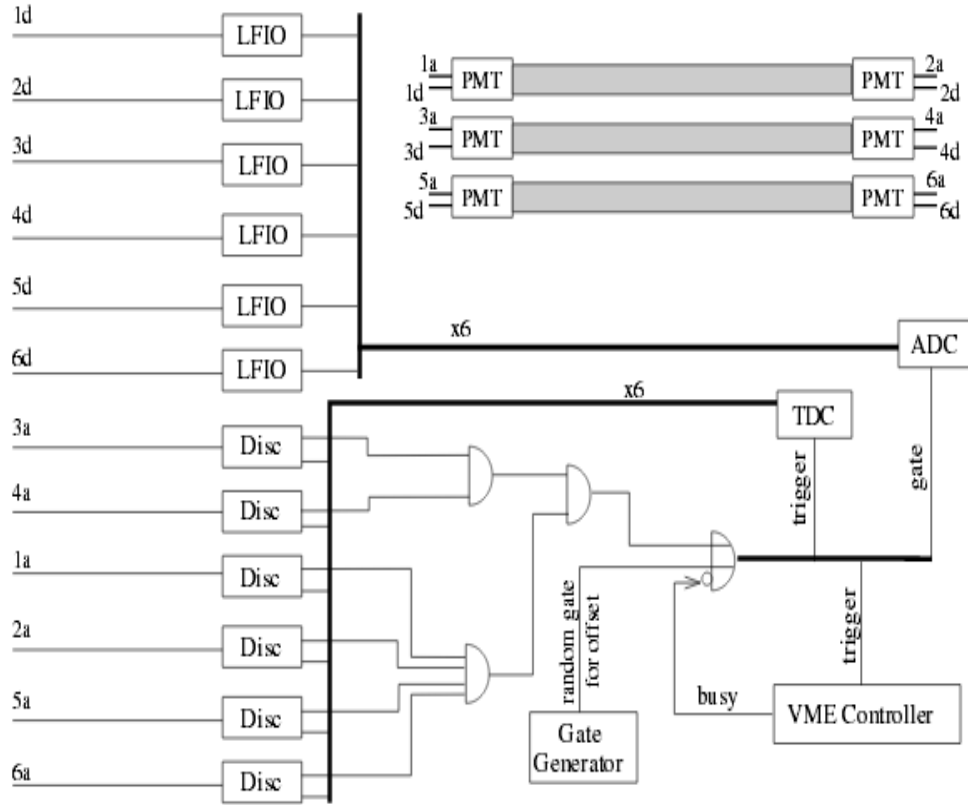 1d
LFIO
2d
LFIO
3d
LFIO
4d
LFIO
5d
LFIO
6d
LFIO
1a
1d
PMT
PMT
2a
2d
3a
3d
PMT
PMT
4a
4d
5a
5d
PMT
PMT
6a
6d
x6
ADC
x6
TDC
3a
Disc
4a
Disc
1a
Disc
2a
Disc
5a
Disc
6a
Disc
trigger
gate
random gate
for offset
trigger
busy
Gate
Generator
VME Controller